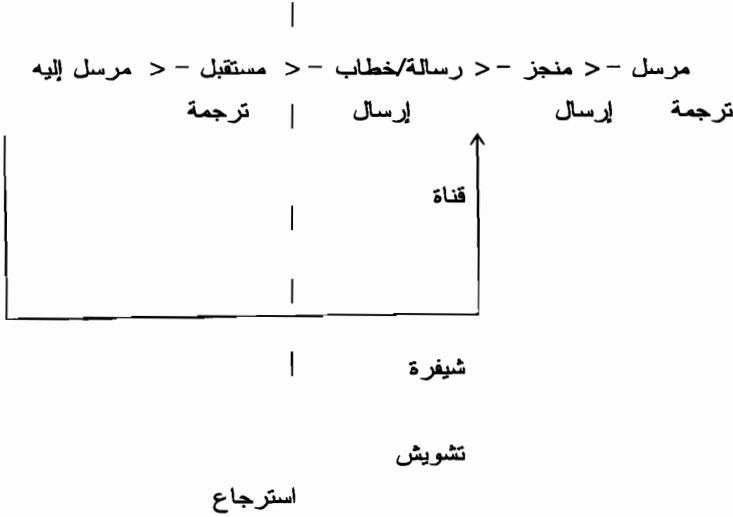 مرسل -< منجز -< رسالة/خطاب -< مستقبل -< مرسل إليه
ترجمة إرسال إرسال ترجمة
قناة
شيفرة
تشويش
استرجاع